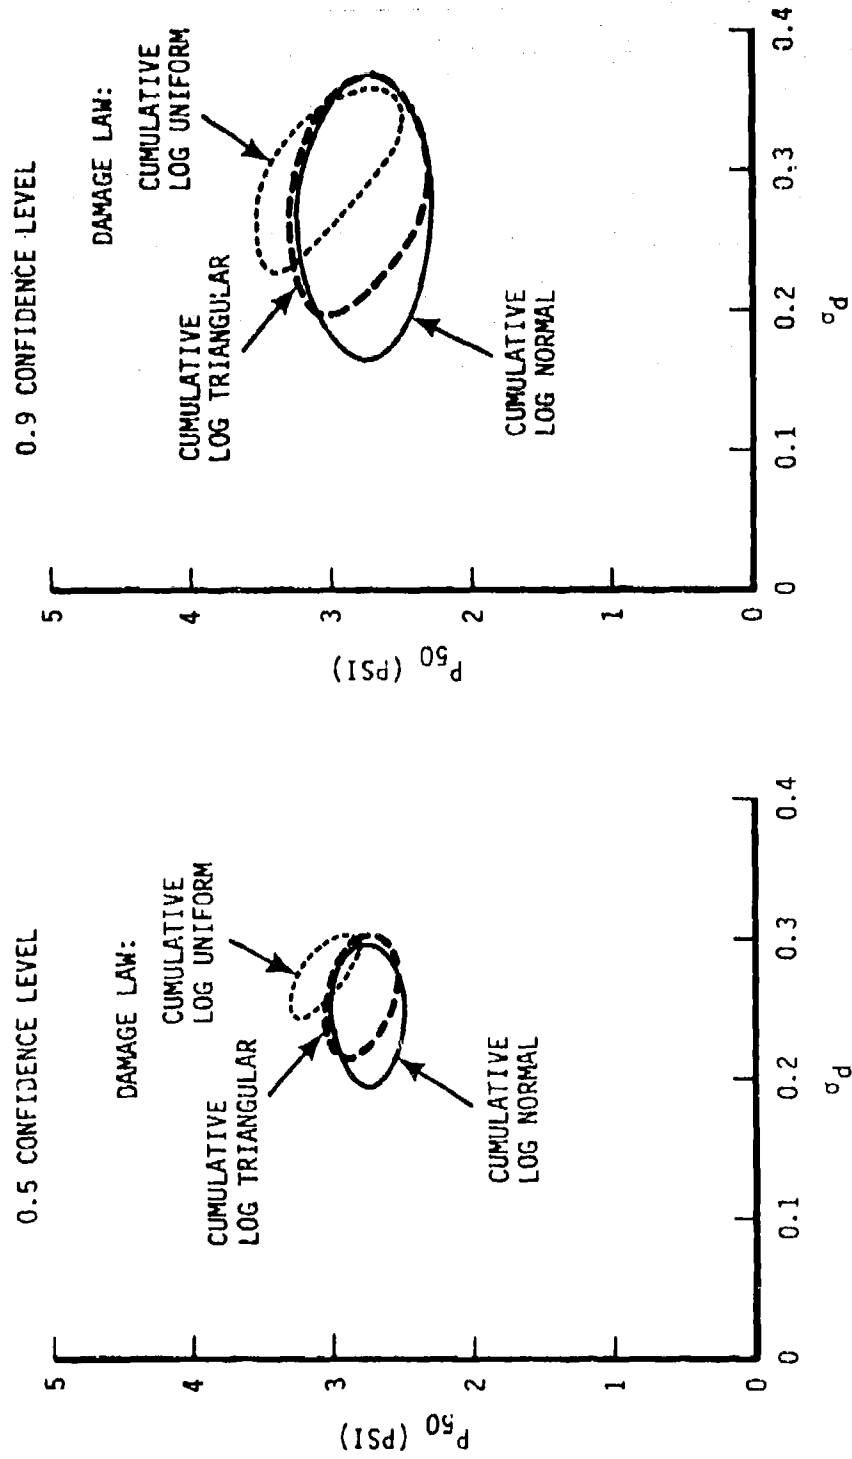 0.5 CONFIDENCE LEVEL
DAMAGE LAW:
CUMULATIVE
LOG UNIFORM
CUMULATIVE
LOG TRIANGULAR
CUMULATIVE
LOG NORMAL
P50 (PSI)
5
4
3
2
1
0
0
0.1
0.2
0.3
0.4
σd
0.9 CONFIDENCE LEVEL
DAMAGE LAW:
CUMULATIVE
LOG UNIFORM
CUMULATIVE
LOG TRIANGULAR
CUMULATIVE
LOG NORMAL
P50 (PSI)
5
4
3
2
1
0
0
0.1
0.2
0.3
0.4
σd